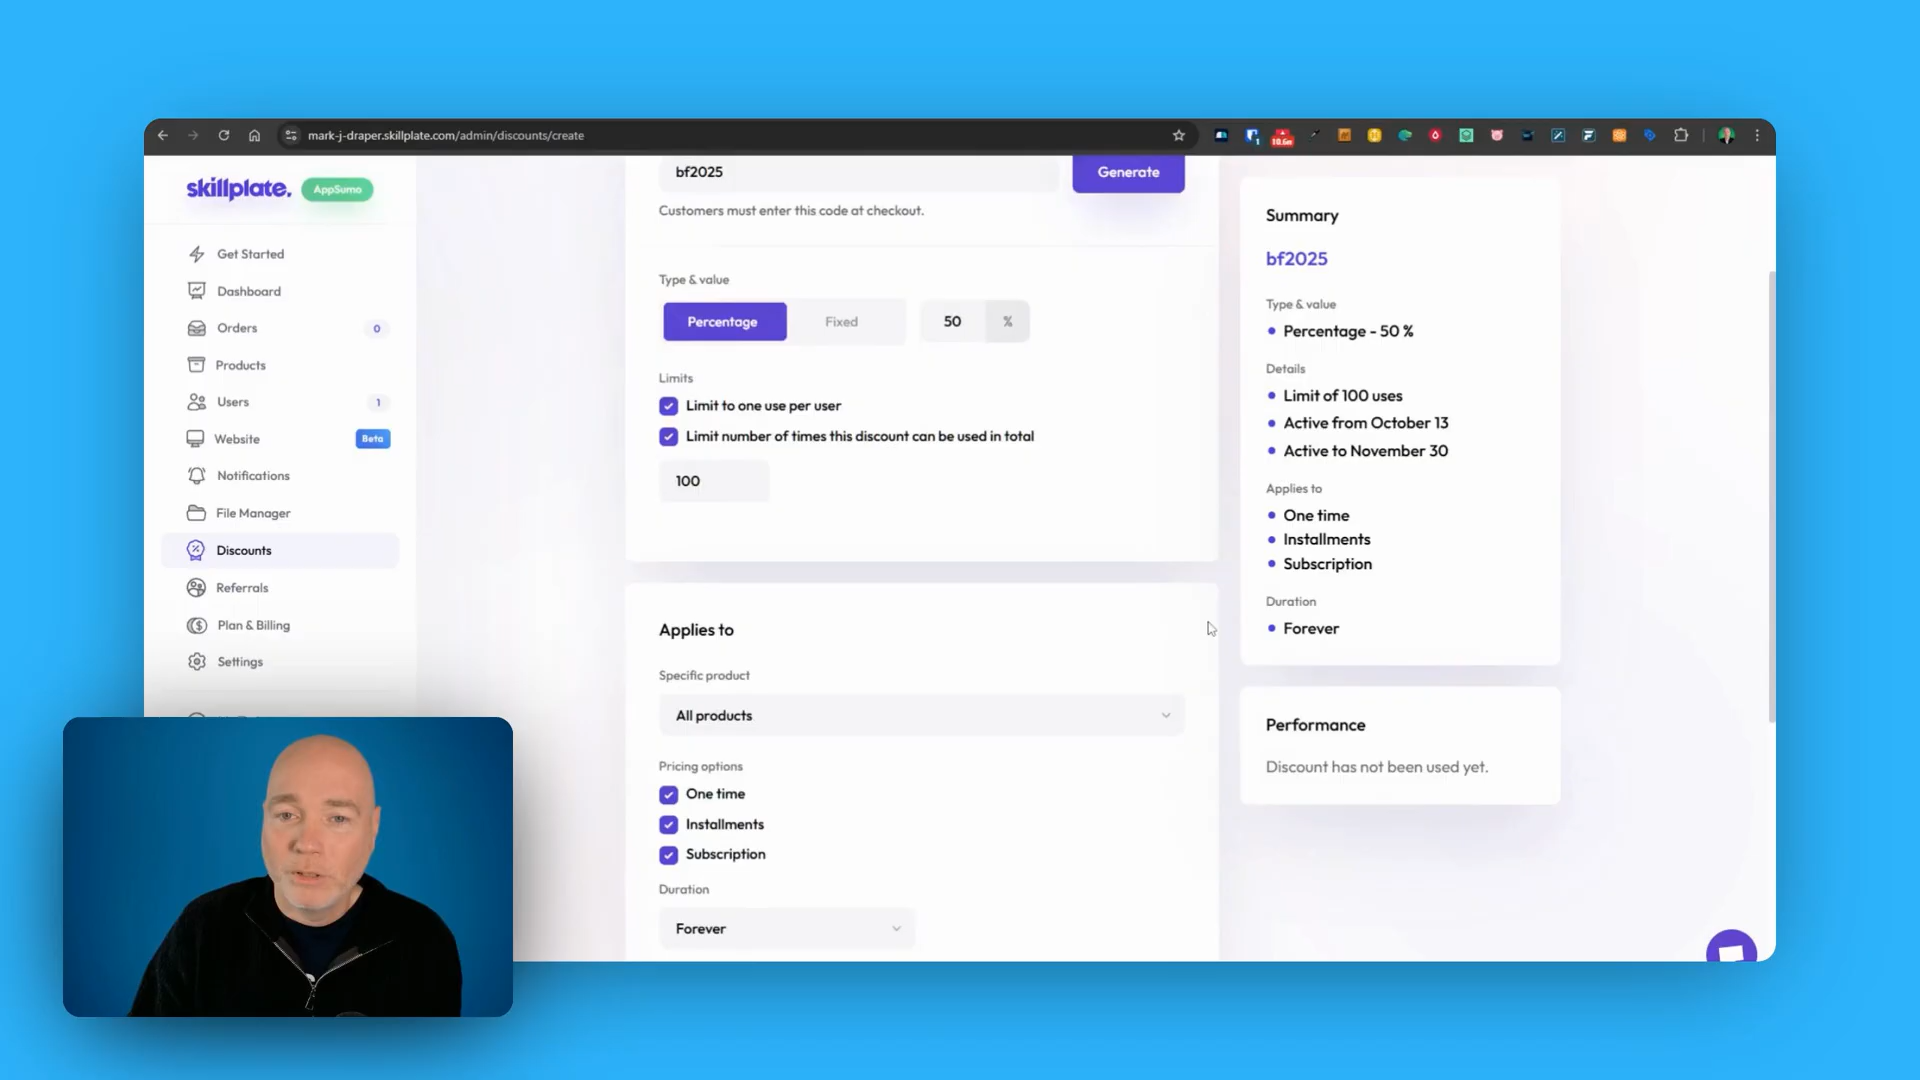 mark-j-draper.skillplate.com/admin/discounts/create
10.6m
1
skillplate.
AppSumo
Get Started
Dashboard
Orders 0
Products
Users 1
Website Beta
Notifications
File Manager
Discounts
Referrals
Plan & Billing
Settings
bf2025
Generate
Customers must enter this code at checkout.
Type & value
Percentage Fixed 50 %
Limits
Limit to one use per user
Limit number of times this discount can be used in total
100
Applies to
Specific product
All products
Pricing options
One time
Installments
Subscription
Duration
Forever
Summary
bf2025
Type & value
Percentage - 50 %
Details
Limit of 100 uses
Active from October 13
Active to November 30
Applies to
One time
Installments
Subscription
Duration
Forever
Performance
Discount has not been used yet.